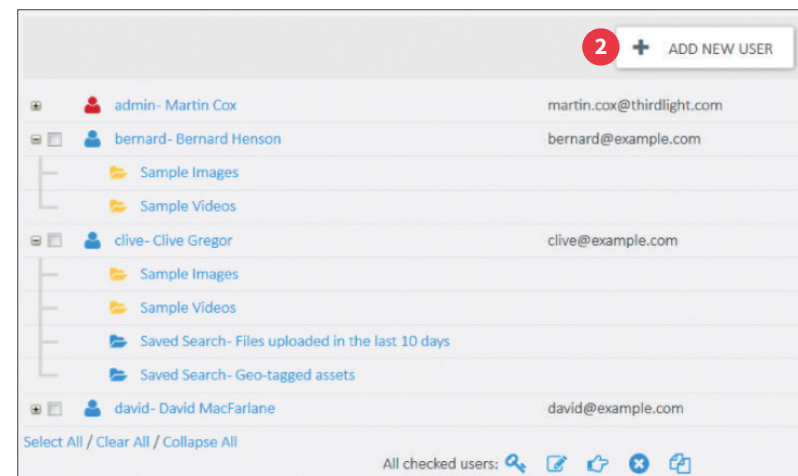 2 ADD NEW USER
admin- Martin Cox martin.cox@thirdlight.com
bernard- Bernard Henson bernard@example.com
Sample Images
Sample Videos
clive- Clive Gregor clive@example.com
Sample Images
Sample Videos
Saved Search- Files uploaded in the last 10 days
Saved Search- Geo-tagged assets
david- David MacFarlane david@example.com
Select All / Clear All / Collapse All
All checked users: